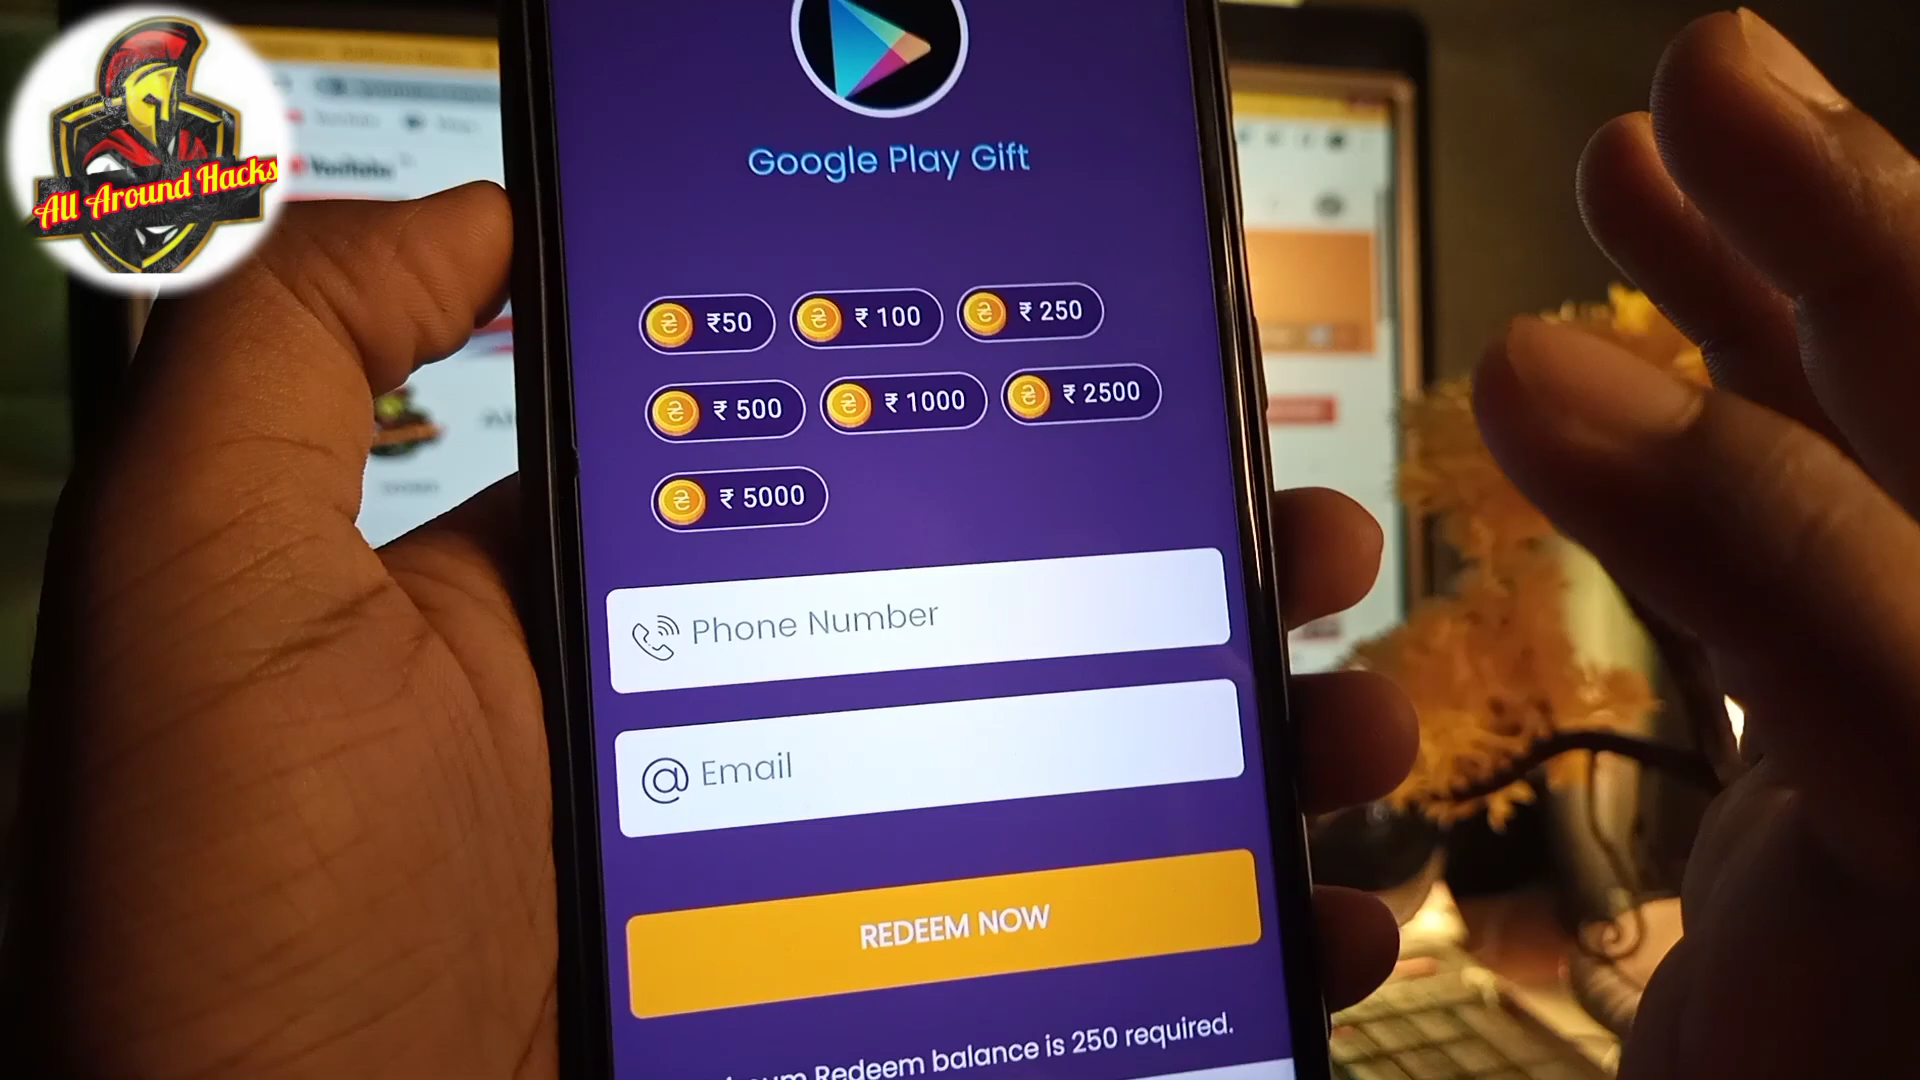 All Around Hacks
YouTube
Google Play Gift
₹50
₹ 100
₹ 250
₹ 500
₹ 1000
₹ 2500
₹ 5000
Phone Number
@ Email
REDEEM NOW
Redeem balance is 250 required.